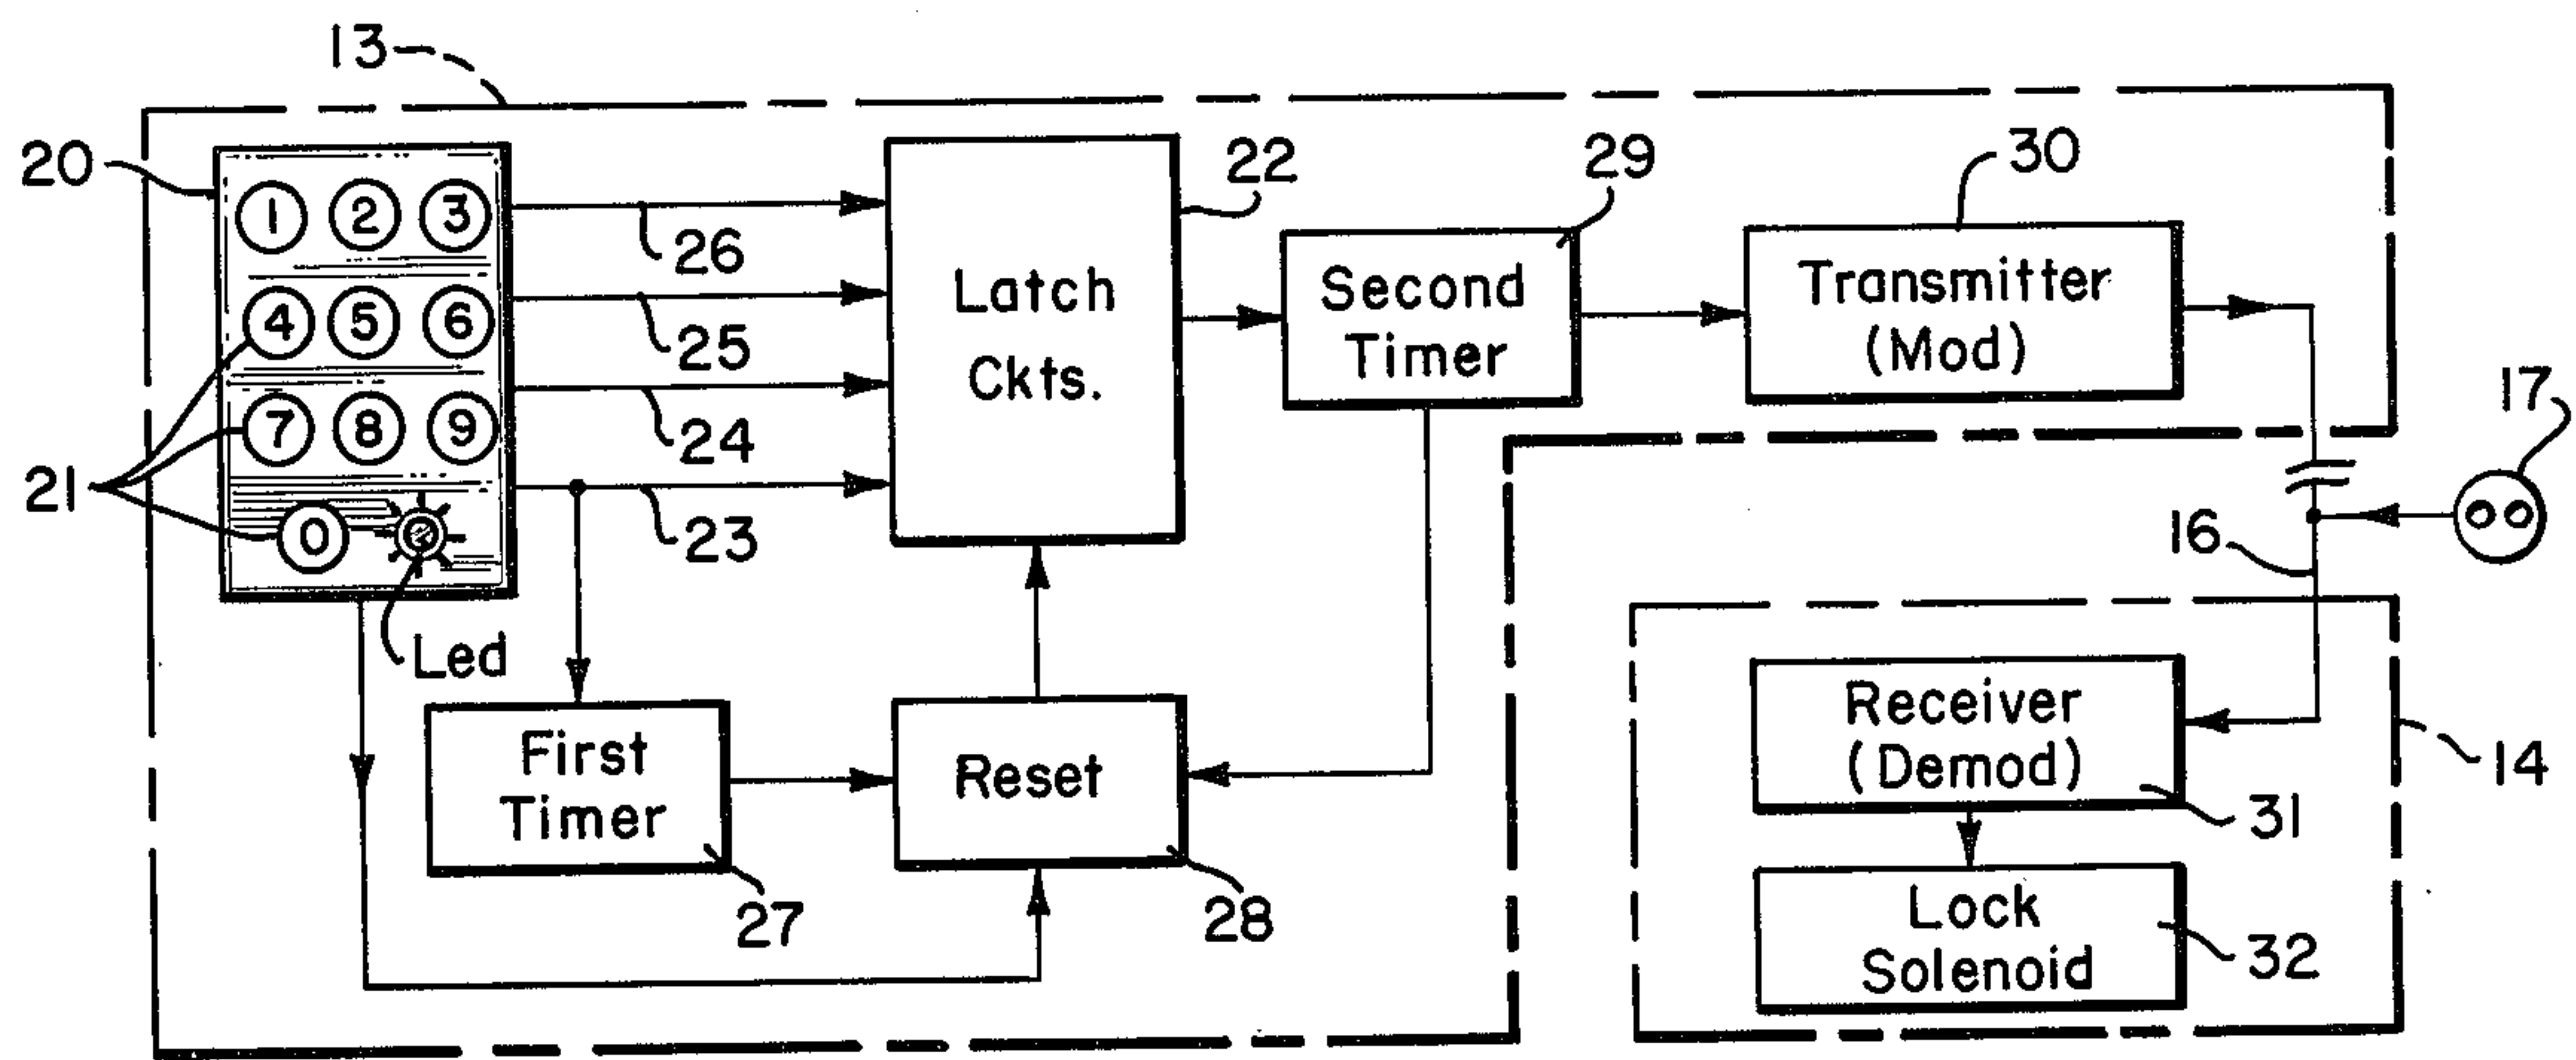 13
20
1 2 3
4 5 6
7 8 9
0
21
Led
26
25
24
23
Latch
Ckts.
22
Second
Timer
29
Transmitter
(Mod)
30
17
16
First
Timer
27
Reset
28
Receiver
(Demod)
31
14
Lock
Solenoid
32